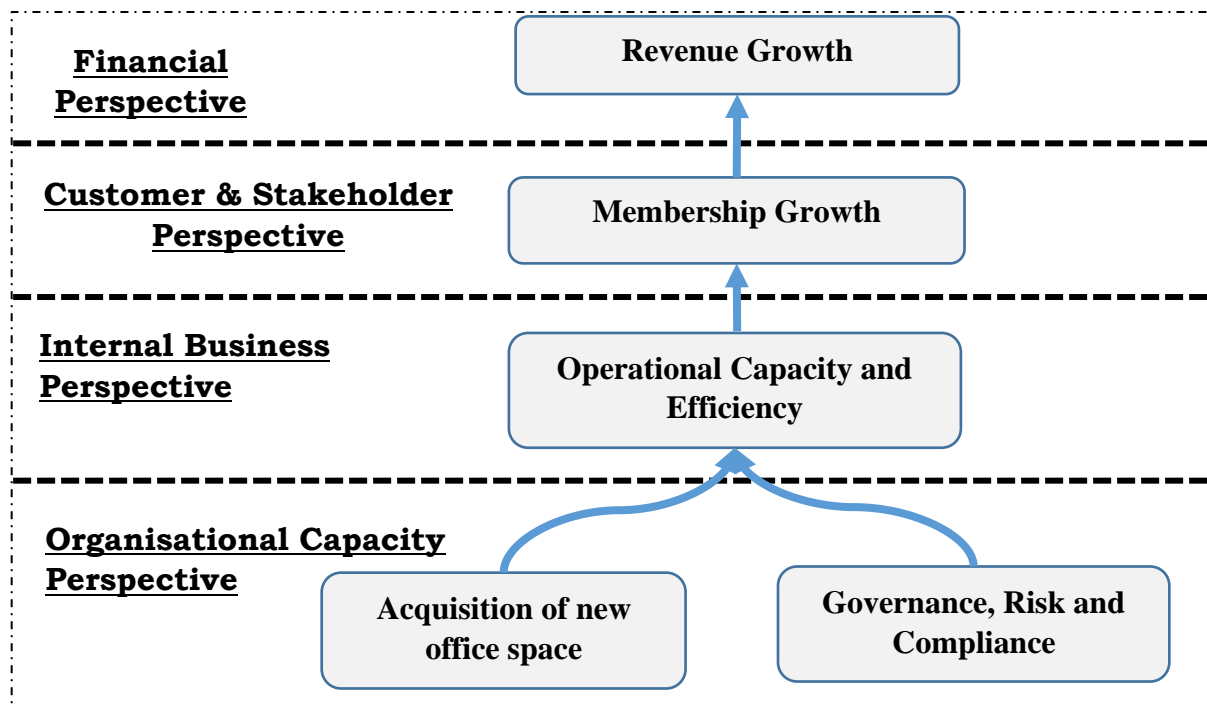 Financial
Perspective
Revenue Growth
Customer & Stakeholder
Perspective
Membership Growth
Internal Business
Perspective
Operational Capacity and
Efficiency
Organisational Capacity
Perspective
Acquisition of new
office space
Governance, Risk and
Compliance